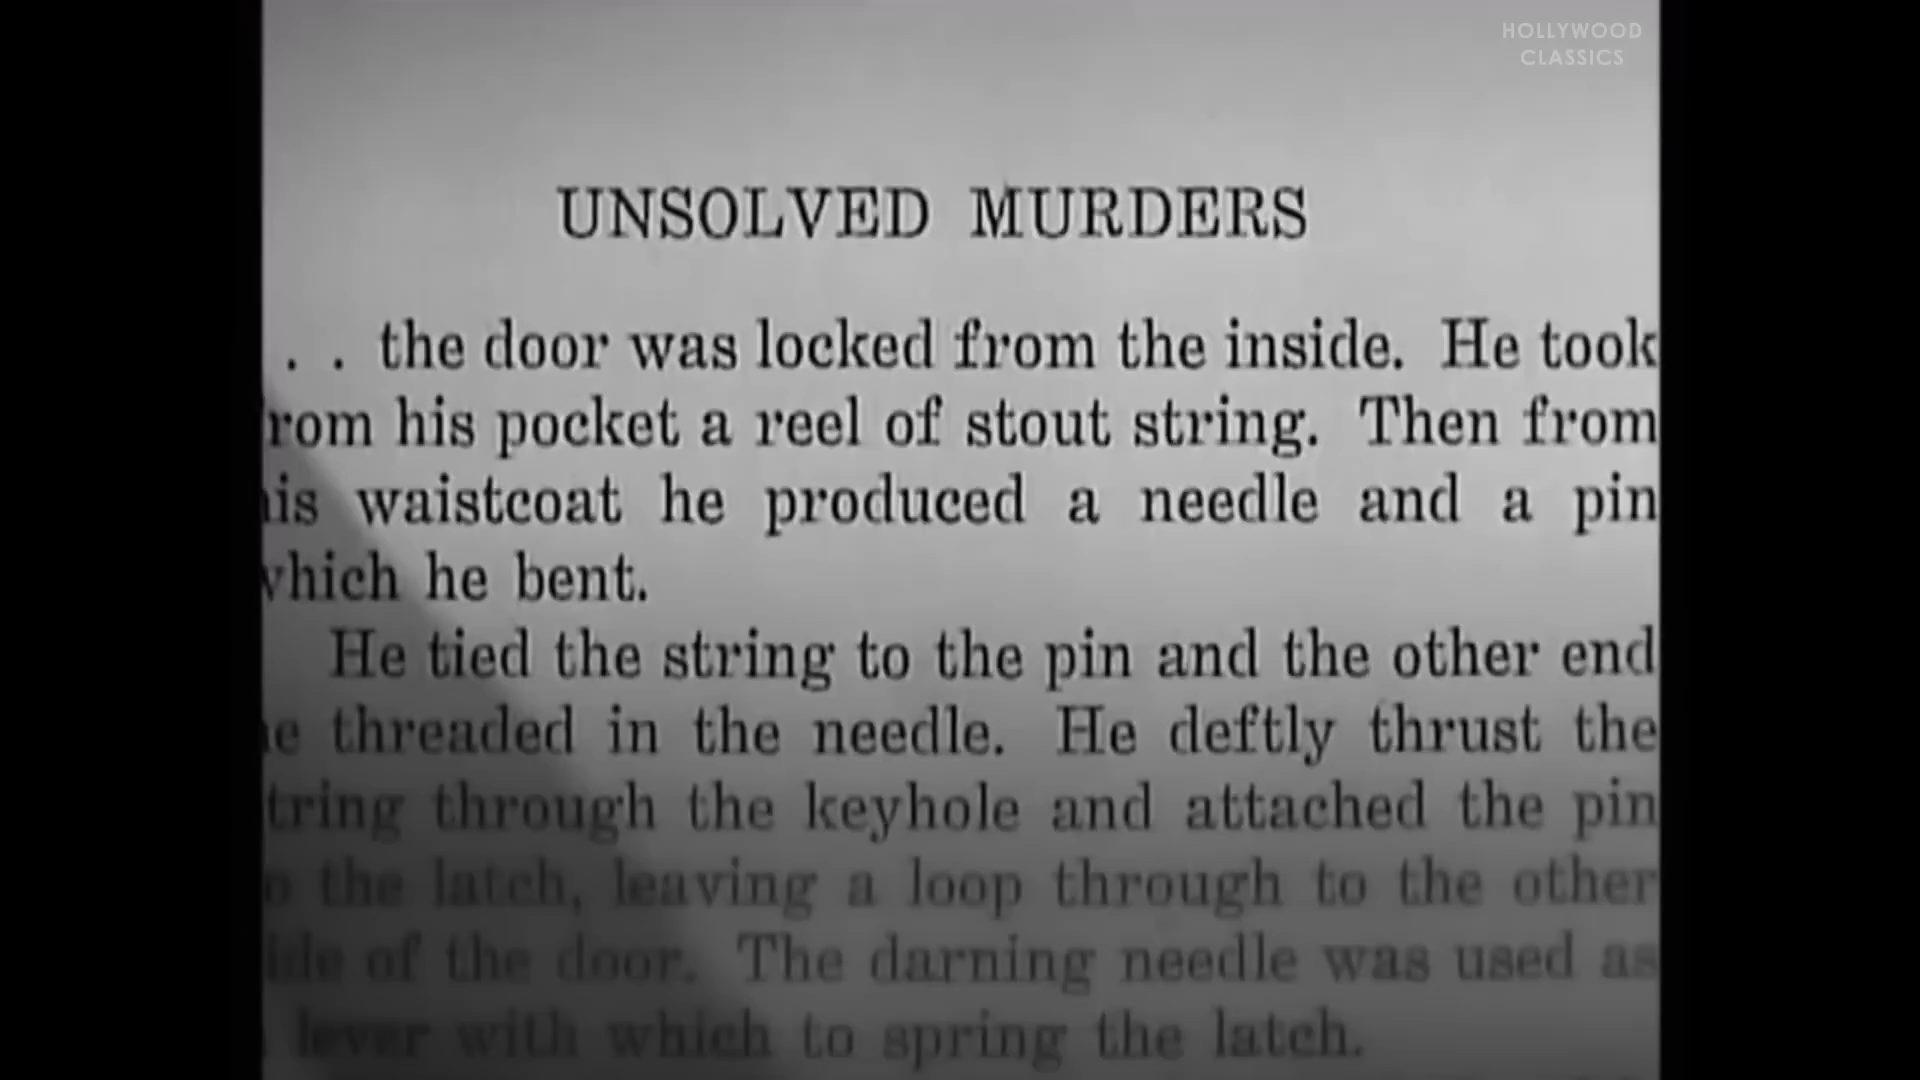 HOLLYWOOD
CLASSICS
UNSOLVED MURDERS
. . the door was locked from the inside. He took
rom his pocket a reel of stout string. Then from
is waistcoat he produced a needle and a pin
hich he bent.
He tied the string to the pin and the other end
e threaded in the needle. He deftly thrust the
tring through the keyhole and attached the pin
o the latch, leaving a loop through to the other
ide of the door. The darning needle was used as
lever with which to spring the latch.